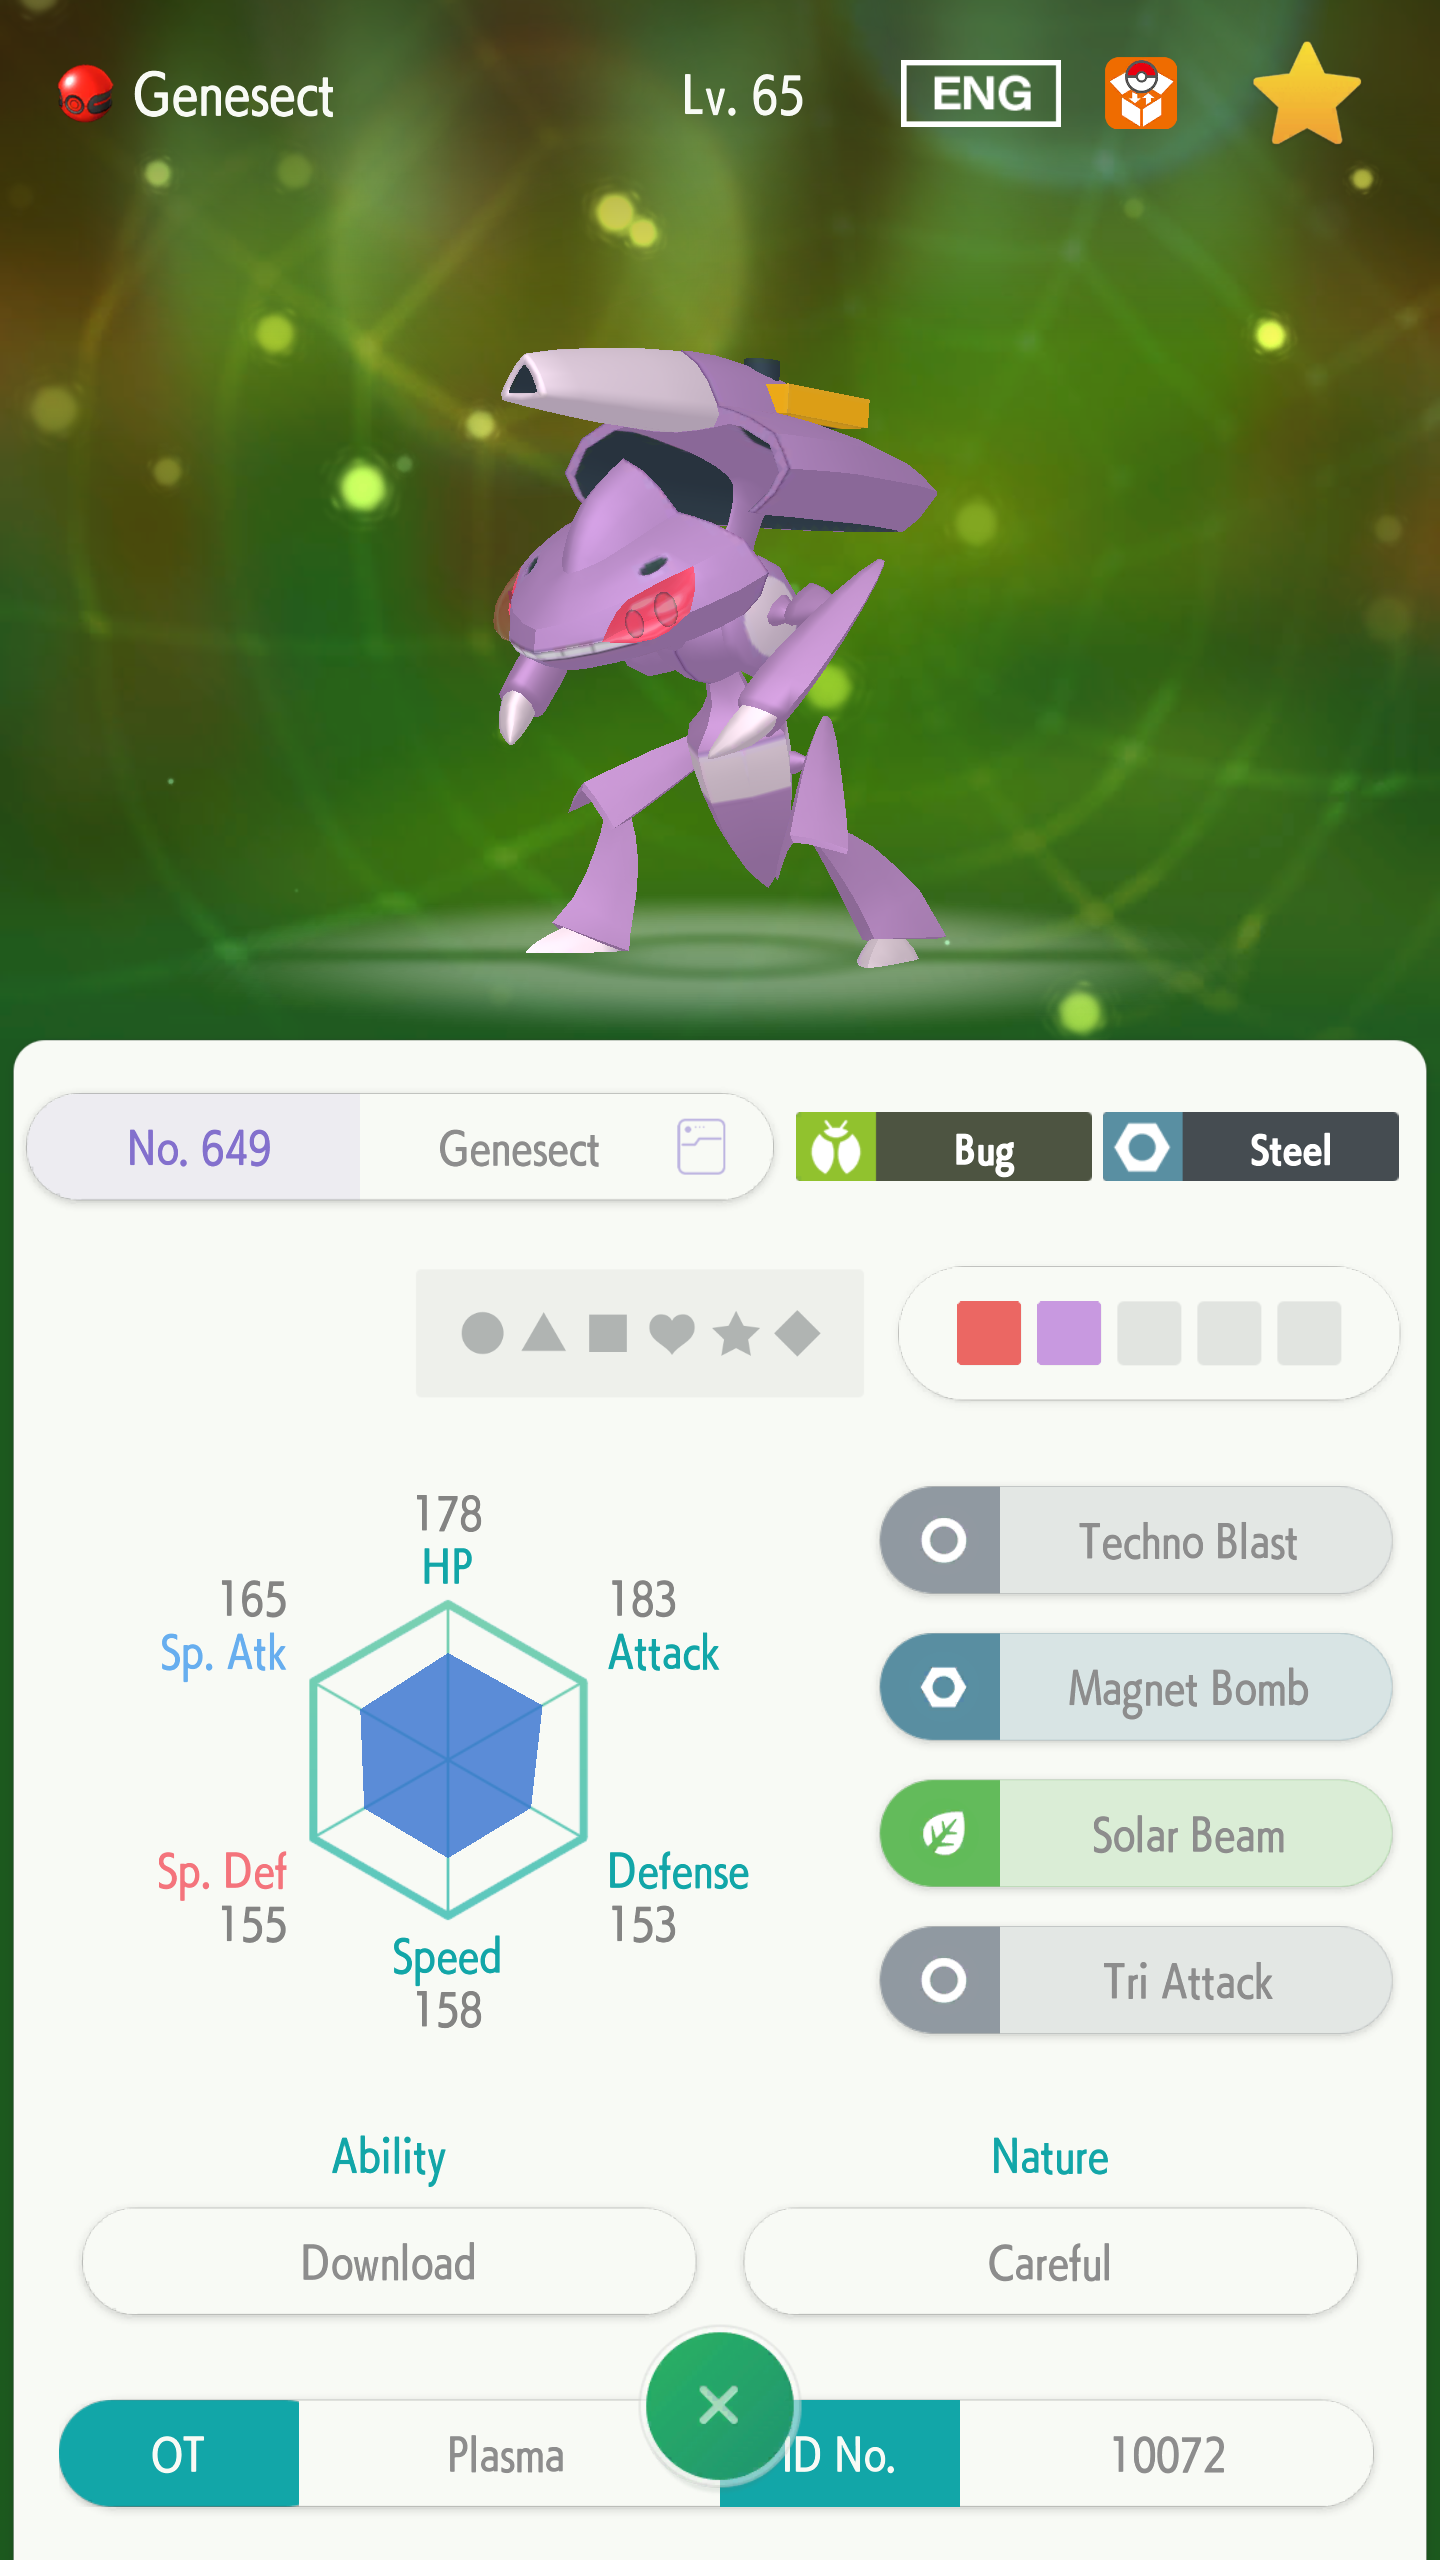 Genesect Lv. 65 ENG
No. 649 Genesect Bug Steel
178
HP
165
Sp. Atk
183
Attack
Sp. Def
155
Defense
153
Speed
158
Techno Blast
Magnet Bomb
Solar Beam
Tri Attack
Ability
Download
Nature
Careful
OT Plasma ID No. 10072